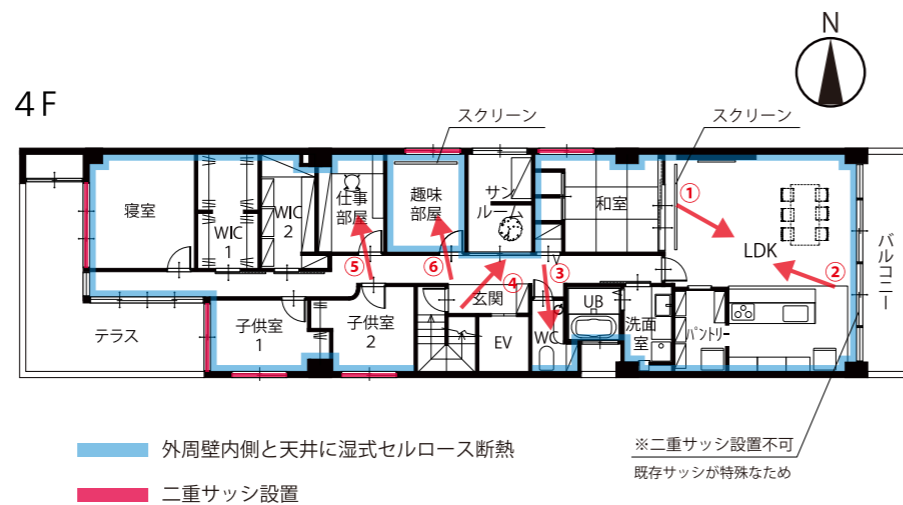 N
4F
スクリーン
スクリーン
寝室
WIC
1
WIC
2
仕事
部屋
趣味
部屋
サン
ルーム
和室
①
LDK
②
バルコニー
⑤
⑥
④
③
玄関
テラス
子供室
1
子供室
2
EV
WC
UB
洗面
室
パントリー
※二重サッシ設置不可
既存サッシが特殊なため
外周壁内側と天井に湿式セルロース断熱
二重サッシ設置